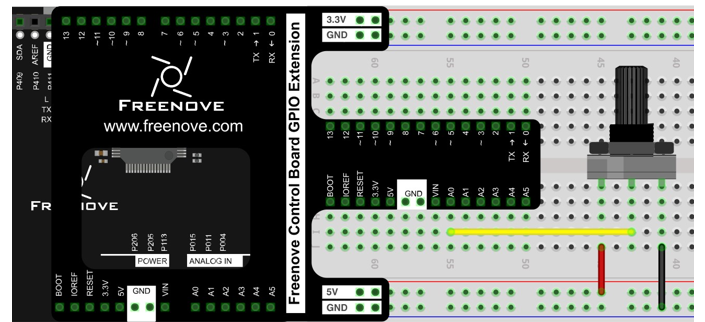 13 12 ~11 ~10 ~9 8 7 ~6 ~5 4 ~3 2 TX→1 RX←0
SDA AREF GND
P409 P410 P411
L
TX
RX
FREENOVE
www.freenove.com
FREENOVE
P206 P205 P113 P015 P011 P004
POWER ANALOG IN
BOOT IOREF RESET 3.3V 5V GND VIN A0 A1 A2 A3 A4 A5
Freenove Control Board GPIO Extension
3.3V
GND
60 55 50 45 40
A
B
C
13 12 ~11 ~10 ~9 8 7 ~6 ~5 4 ~3 2 TX→1 RX←0
BOOT IOREF RESET 3.3V 5V GND VIN A0 A1 A2 A3 A4 A5
H
I
J
60 55 50 45 40
5V
GND